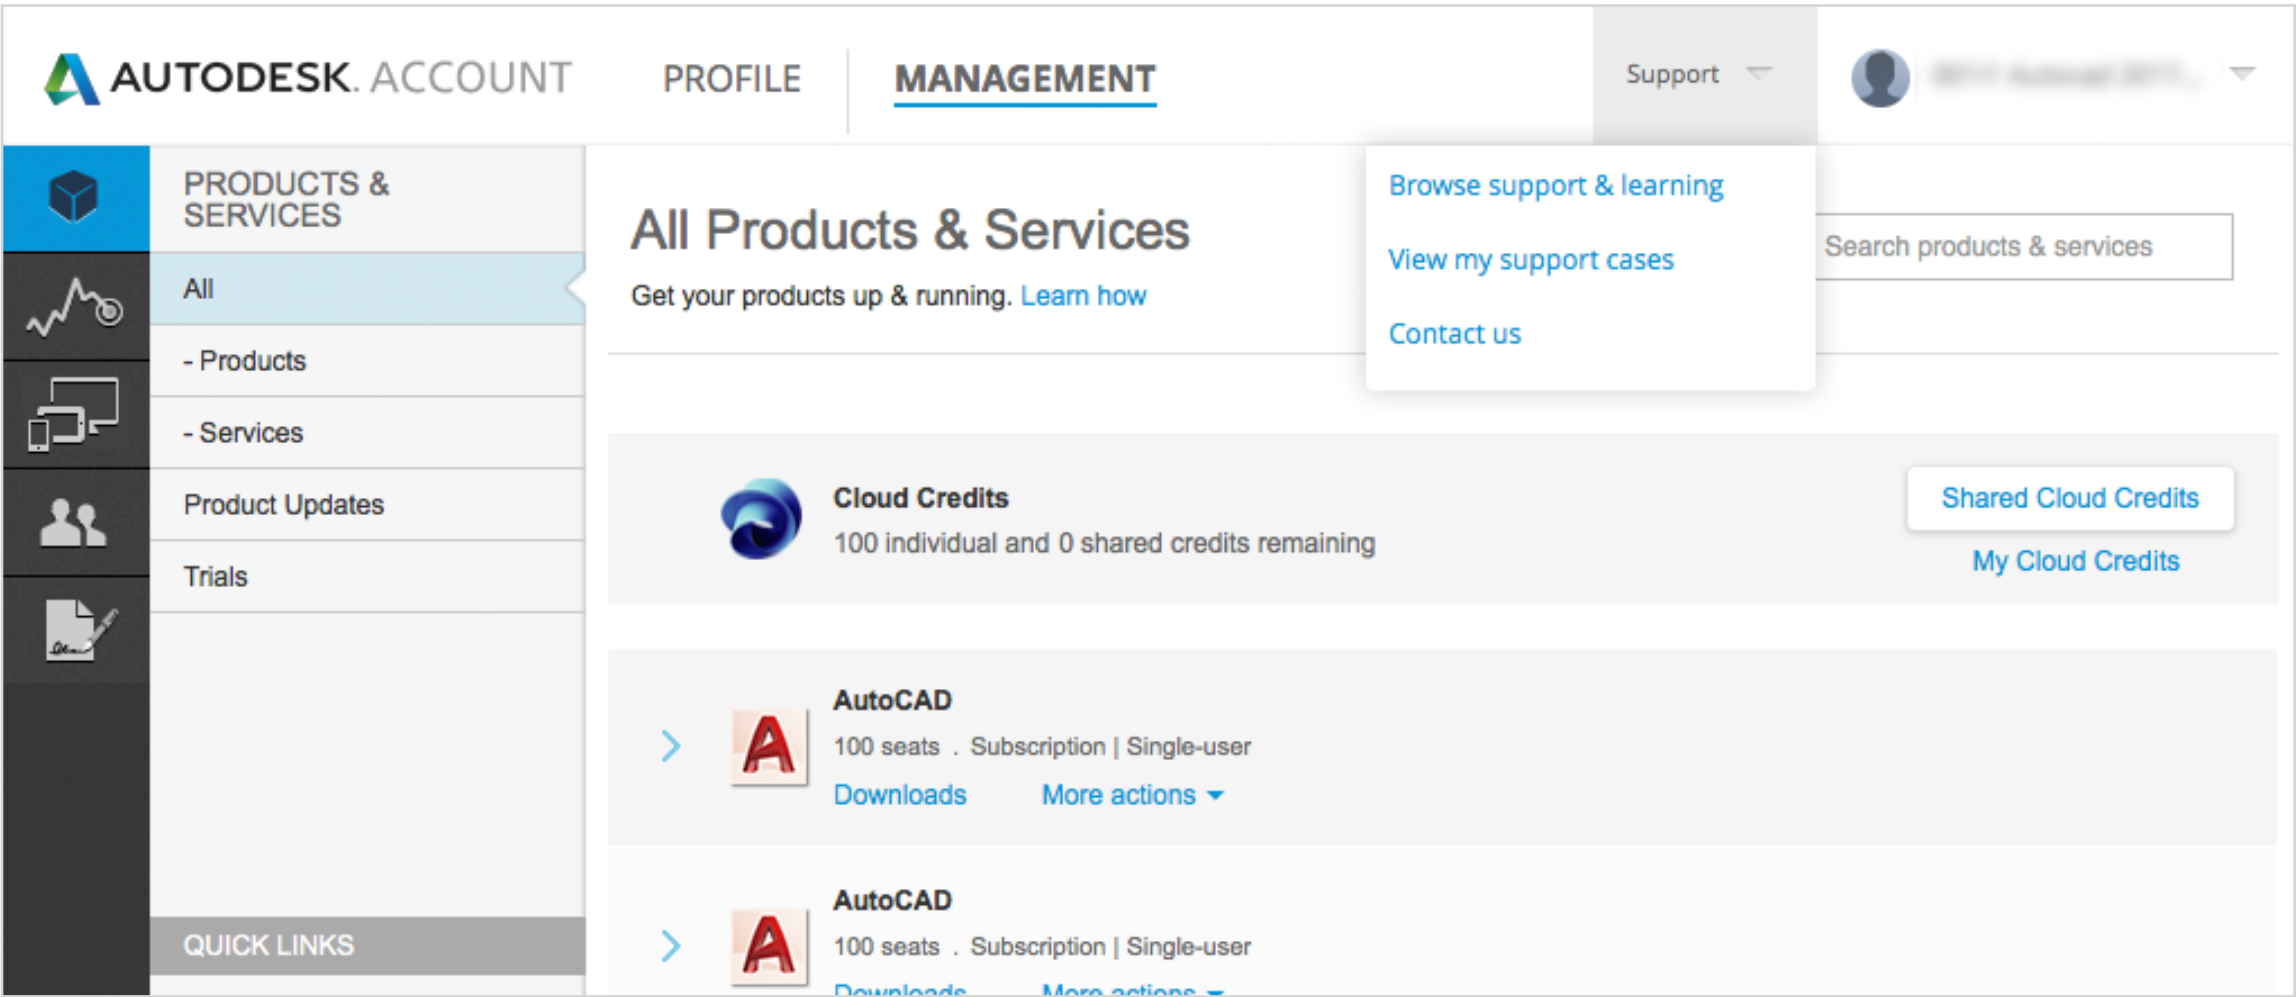 AUTODESK. ACCOUNT
PROFILE
MANAGEMENT
Support
PRODUCTS &
SERVICES
All
- Products
- Services
Product Updates
Trials
QUICK LINKS
All Products & Services
Get your products up & running. Learn how
Browse support & learning
View my support cases
Contact us
Search products & services
Cloud Credits
100 individual and 0 shared credits remaining
Shared Cloud Credits
My Cloud Credits
AutoCAD
100 seats . Subscription | Single-user
Downloads More actions
AutoCAD
100 seats . Subscription | Single-user
Downloads More actions